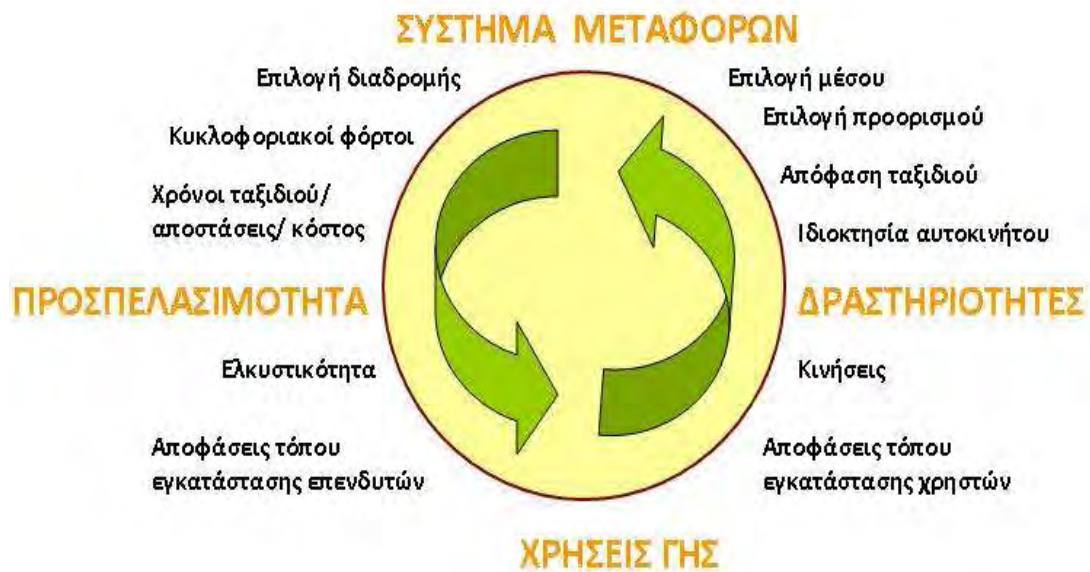 ΣΥΣΤΗΜΑ ΜΕΤΑΦΟΡΩΝ
Επιλογή διαδρομής
Επιλογή μέσου
Επιλογή προορισμού
Κυκλοφοριακοί φόρτοι
Απόφαση ταξιδιού
Χρόνοι ταξιδιού/
αποστάσεις/ κόστος
Ιδιοκτησία αυτοκινήτου
ΠΡΟΣΠΕΛΑΣΙΜΟΤΗΤΑ
ΔΡΑΣΤΗΡΙΟΤΗΤΕΣ
Ελκυστικότητα
Κινήσεις
Αποφάσεις τόπου
εγκατάστασης επενδυτών
Αποφάσεις τόπου
εγκατάστασης χρηστών
ΧΡΗΣΕΙΣ ΓΗΣ